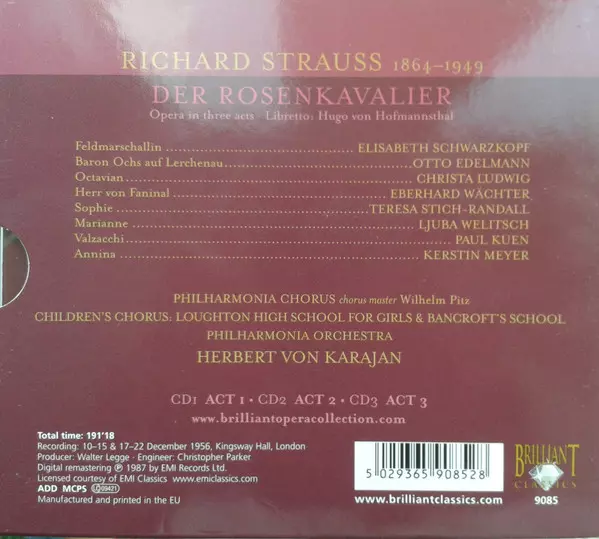 RICHARD STRAUSS 1864–1949
DER ROSENKAVALIER
Opera in three acts · Libretto: Hugo von Hofmannsthal
Feldmarschallin ELISABETH SCHWARZKOPF
Baron Ochs auf Lerchenau OTTO EDELMANN
Octavian CHRISTA LUDWIG
Herr von Faninal EBERHARD WÄCHTER
Sophie TERESA STICH-RANDALL
Marianne LJUBA WELITSCH
Valzacchi PAUL KUEN
Annina KERSTIN MEYER
PHILHARMONIA CHORUS chorus master Wilhelm Pitz
CHILDREN'S CHORUS: LOUGHTON HIGH SCHOOL FOR GIRLS & BANCROFT'S SCHOOL
PHILHARMONIA ORCHESTRA
HERBERT VON KARAJAN
CD1 ACT 1 · CD2 ACT 2 · CD3 ACT 3
www.brilliantoperacollection.com
Total time: 191'18
Recording: 10–15 & 17–22 December 1956, Kingsway Hall, London
Producer: Walter Legge · Engineer: Christopher Parker
Digital remastering ℗ 1987 by EMI Records Ltd.
Licensed courtesy of EMI Classics www.emiclassics.com
ADD MCPS LC09421
Manufactured and printed in the EU
5 029365 908528
www.brilliantclassics.com
BRILLIANT
CLASSICS
9085